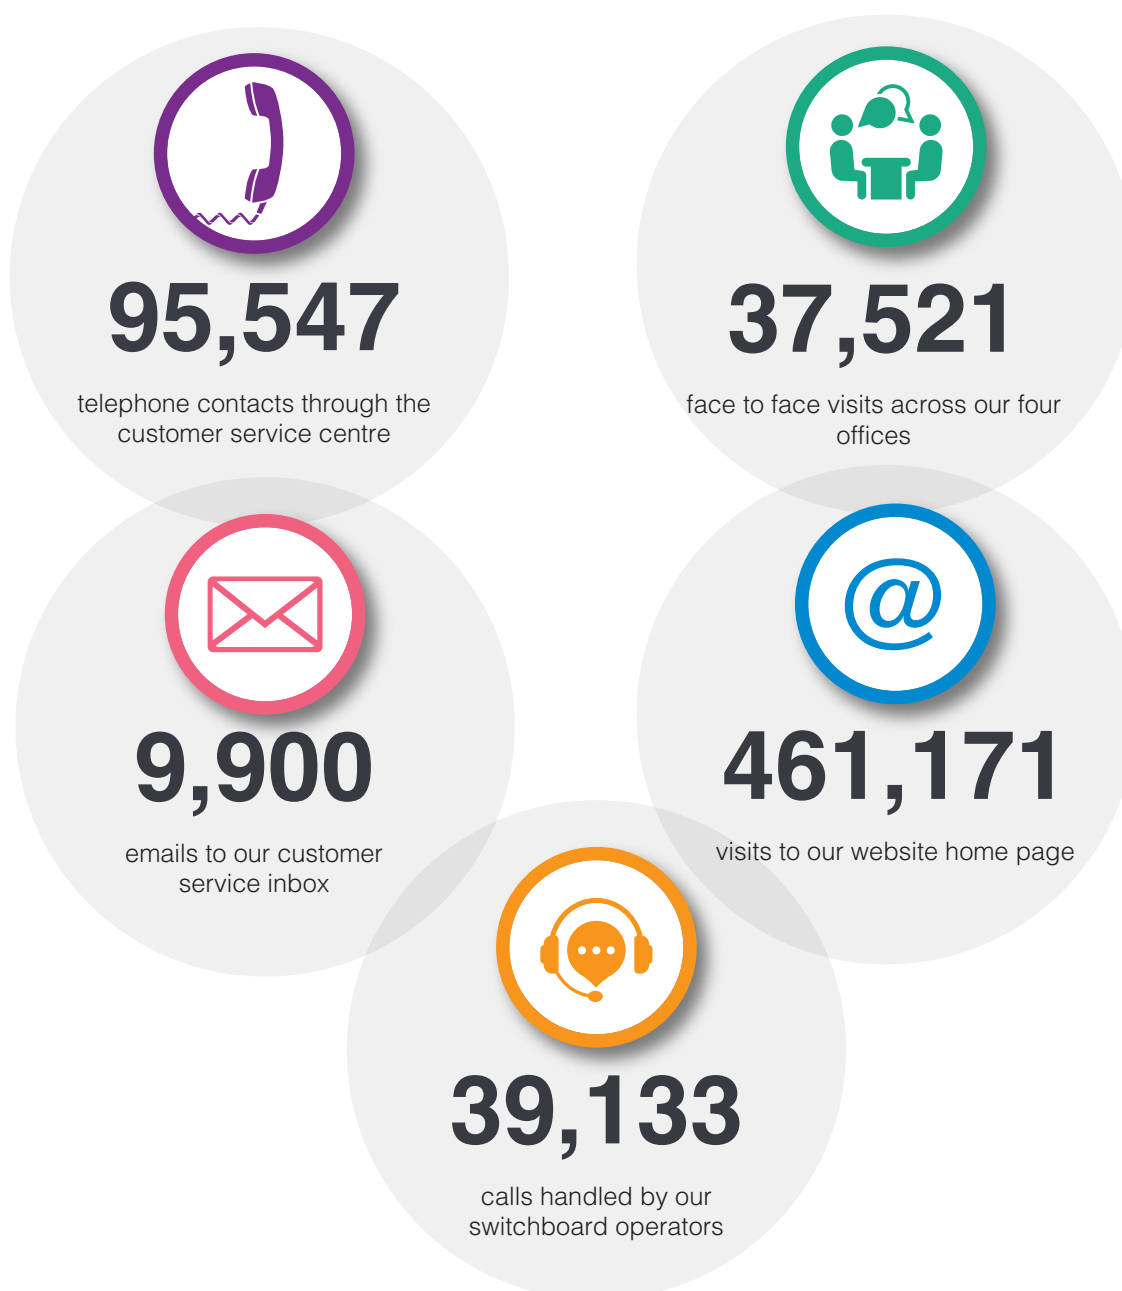 95,547
telephone contacts through the
customer service centre
37,521
face to face visits across our four
offices
9,900
emails to our customer
service inbox
@
461,171
visits to our website home page
39,133
calls handled by our
switchboard operators